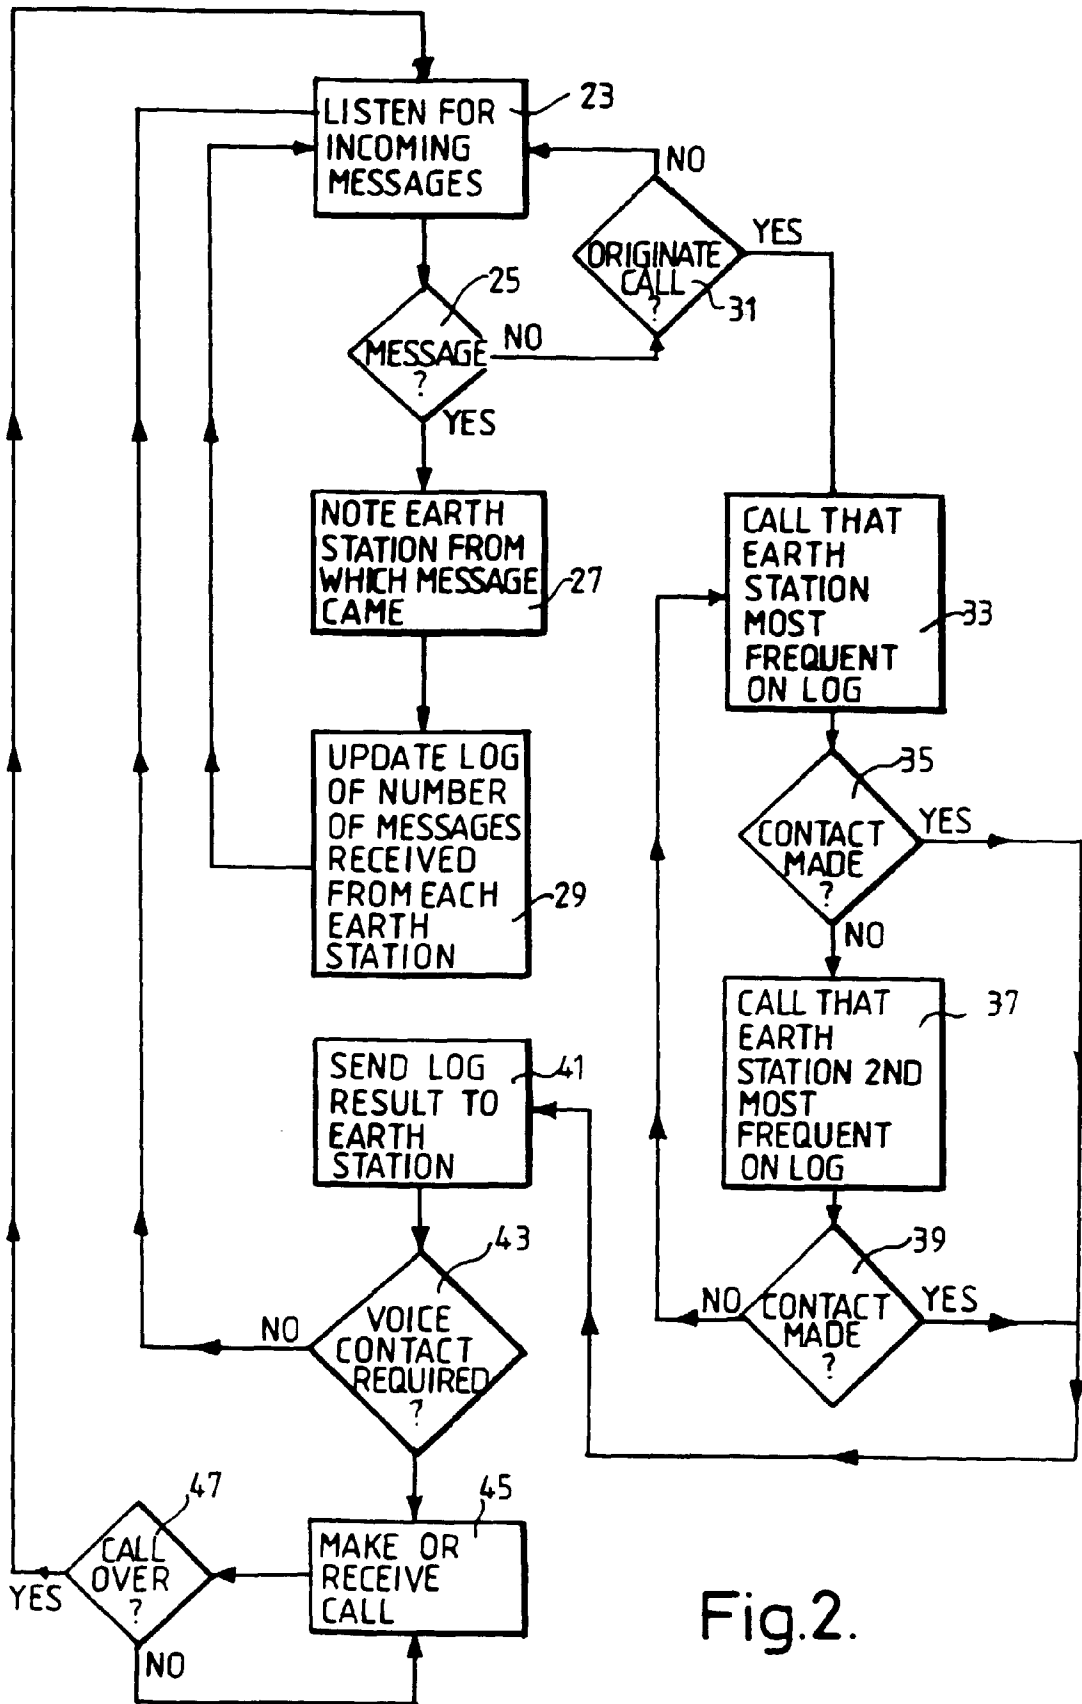 LISTEN FOR
INCOMING
MESSAGES
23
NO
YES
ORIGINATE
CALL
?
31
25
MESSAGE
?
NO
YES
NOTE EARTH
STATION FROM
WHICH MESSAGE
CAME
27
CALL THAT
EARTH
STATION
MOST
FREQUENT
ON LOG
33
UPDATE LOG
OF NUMBER
OF MESSAGES
RECEIVED
FROM EACH
EARTH
STATION
29
35
CONTACT
MADE
?
YES
NO
CALL THAT
EARTH
STATION 2ND
MOST
FREQUENT
ON LOG
37
SEND LOG
RESULT TO
EARTH
STATION
41
39
CONTACT
MADE
?
NO
YES
43
VOICE
CONTACT
REQUIRED
?
NO
45
MAKE OR
RECEIVE
CALL
47
CALL
OVER
?
YES
NO
Fig.2.